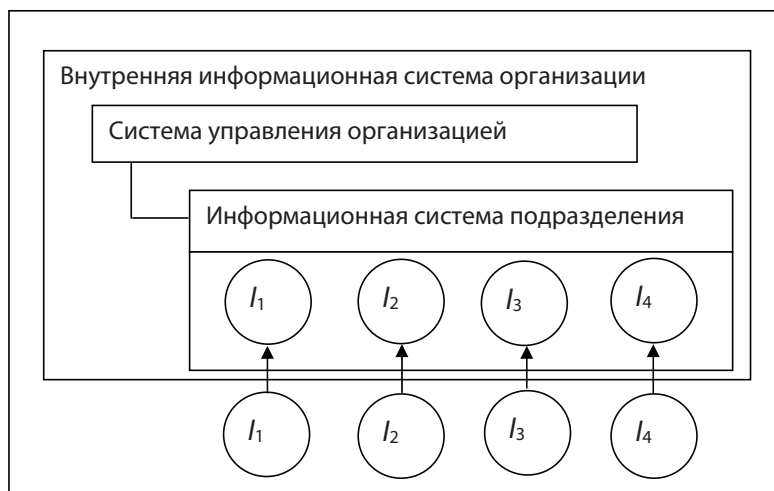 Внутренняя информационная система организации
Система управления организацией
Информационная система подразделения
I1 I2 I3 I4
I1 I2 I3 I4